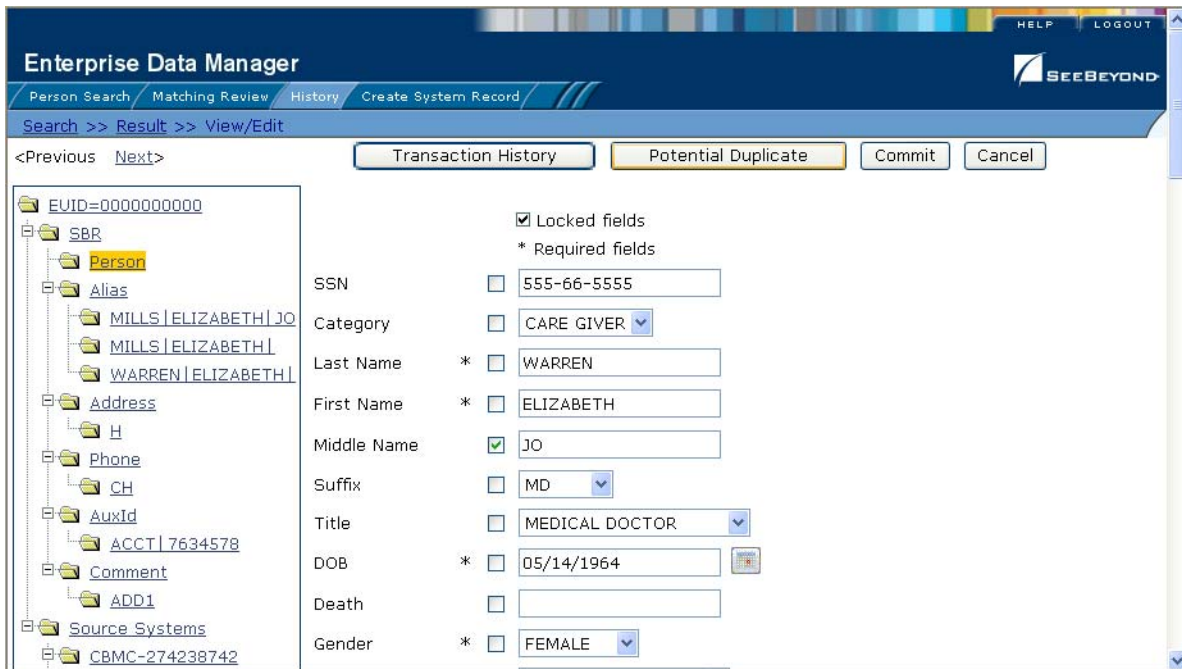 HELP LOGOUT
Enterprise Data Manager
SEEBEYOND
Person Search Matching Review History Create System Record
Search >> Result >> View/Edit
<Previous Next> Transaction History Potential Duplicate Commit Cancel
EUID=0000000000
SBR
Person
Alias
MILLS|ELIZABETH|JO
MILLS|ELIZABETH|
WARREN|ELIZABETH|
Address
H
Phone
CH
AuxId
ACCT|7634578
Comment
ADD1
Source Systems
CBMC-274238742
Locked fields
* Required fields
SSN 555-66-5555
Category CARE GIVER
Last Name * WARREN
First Name * ELIZABETH
Middle Name JO
Suffix MD
Title MEDICAL DOCTOR
DOB * 05/14/1964
Death
Gender * FEMALE